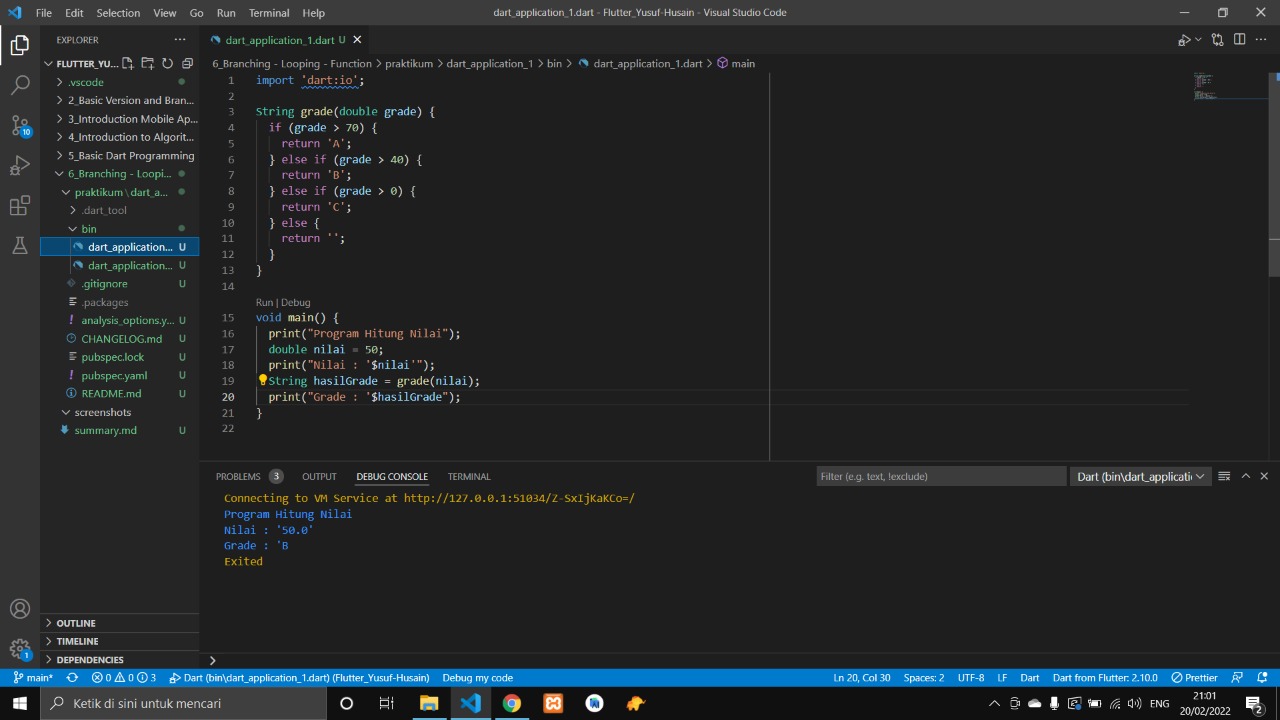 File Edit Selection View Go Run Terminal Help
dart_application_1.dart - Flutter_Yusuf-Husain - Visual Studio Code
EXPLORER
FLUTTER_YU...
.vscode
2_Basic Version and Bran...
3_Introduction Mobile Ap...
4_Introduction to Algorit...
5_Basic Dart Programming
6_Branching - Loopi...
praktikum \ dart_a...
.dart_tool
bin
dart_application... U
dart_application... U
.gitignore U
.packages
analysis_options.y... U
CHANGELOG.md U
pubspec.lock U
pubspec.yaml U
README.md U
screenshots
summary.md U
OUTLINE
TIMELINE
DEPENDENCIES
10
1
dart_application_1.dart U
6_Branching - Looping - Function > praktikum > dart_application_1 > bin > dart_application_1.dart > main
1 import 'dart:io';
2
3 String grade(double grade) {
4 if (grade > 70) {
5 return 'A';
6 } else if (grade > 40) {
7 return 'B';
8 } else if (grade > 0) {
9 return 'C';
10 } else {
11 return '';
12 }
13 }
14
Run | Debug
15 void main() {
16 print("Program Hitung Nilai");
17 double nilai = 50;
18 print("Nilai : '$nilai'");
19 String hasilGrade = grade(nilai);
20 print("Grade : '$hasilGrade");
21 }
22
PROBLEMS 3 OUTPUT DEBUG CONSOLE TERMINAL
Filter (e.g. text, !exclude)
Dart (bin\dart_applicati
Connecting to VM Service at http://127.0.0.1:51034/Z-SxIjKaKCo=/
Program Hitung Nilai
Nilai : '50.0'
Grade : 'B
Exited
main* 0 0 3 Dart (bin\dart_application_1.dart) (Flutter_Yusuf-Husain) Debug my code
Ln 20, Col 30 Spaces: 2 UTF-8 LF Dart Dart from Flutter: 2.10.0 Prettier
Ketik di sini untuk mencari
ENG
21:01
20/02/2022
2